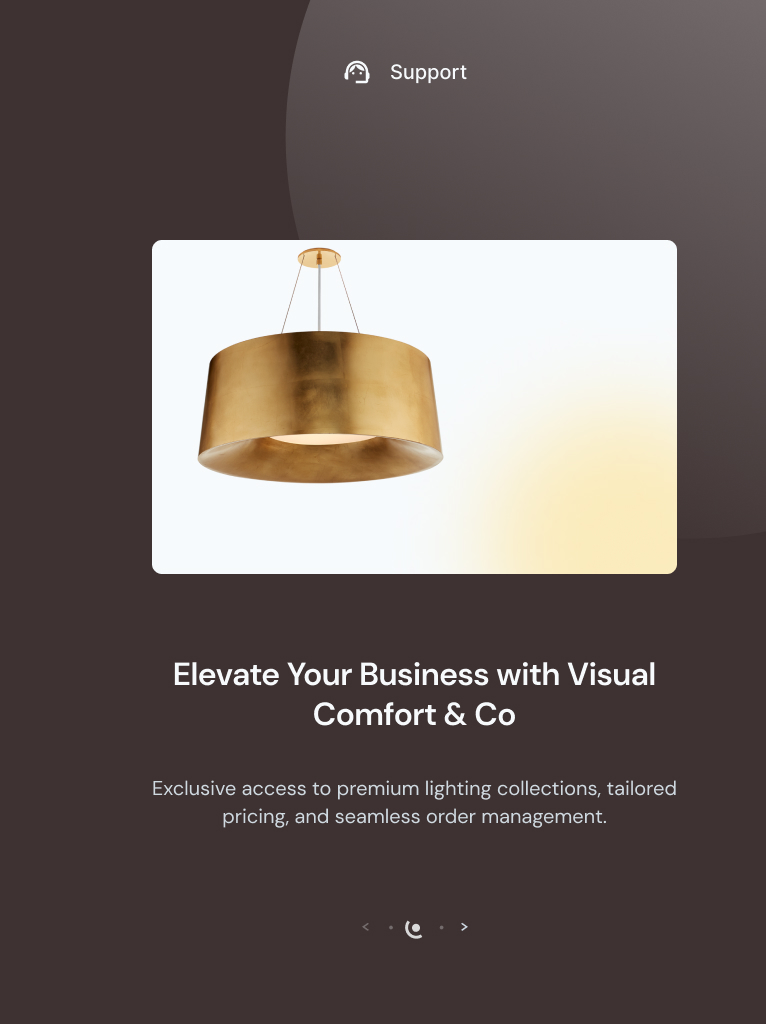 Support
Elevate Your Business with Visual
Comfort & Co
Exclusive access to premium lighting collections, tailored
pricing, and seamless order management.